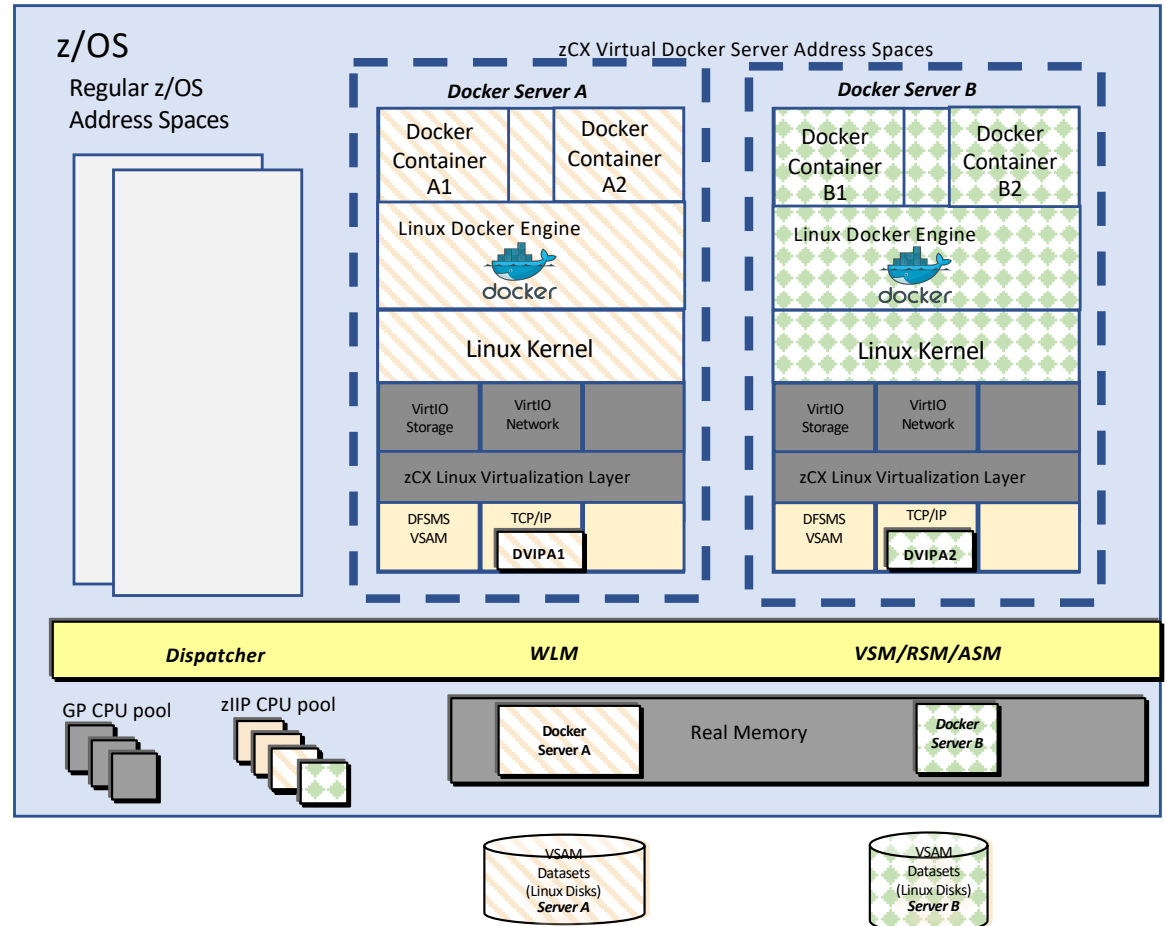 z/OS
zCX Virtual Docker Server Address Spaces
Regular z/OS
Address Spaces
Docker Server A
Docker
Container
A1
Docker
Container
A2
Linux Docker Engine
docker
Linux Kernel
VirtIO
Storage
VirtIO
Network
zCX Linux Virtualization Layer
DFSMS
VSAM
TCP/IP
DVIPA1
Docker Server B
Docker
Container
B1
Docker
Container
B2
Linux Docker Engine
docker
Linux Kernel
VirtIO
Storage
VirtIO
Network
zCX Linux Virtualization Layer
DFSMS
VSAM
TCP/IP
DVIPA2
Dispatcher
WLM
VSM/RSM/ASM
GP CPU pool
zIIP CPU pool
Docker
Server A
Real Memory
Docker
Server B
VSAM
Datasets
(Linux Disks)
Server A
VSAM
Datasets
(Linux Disks)
Server B